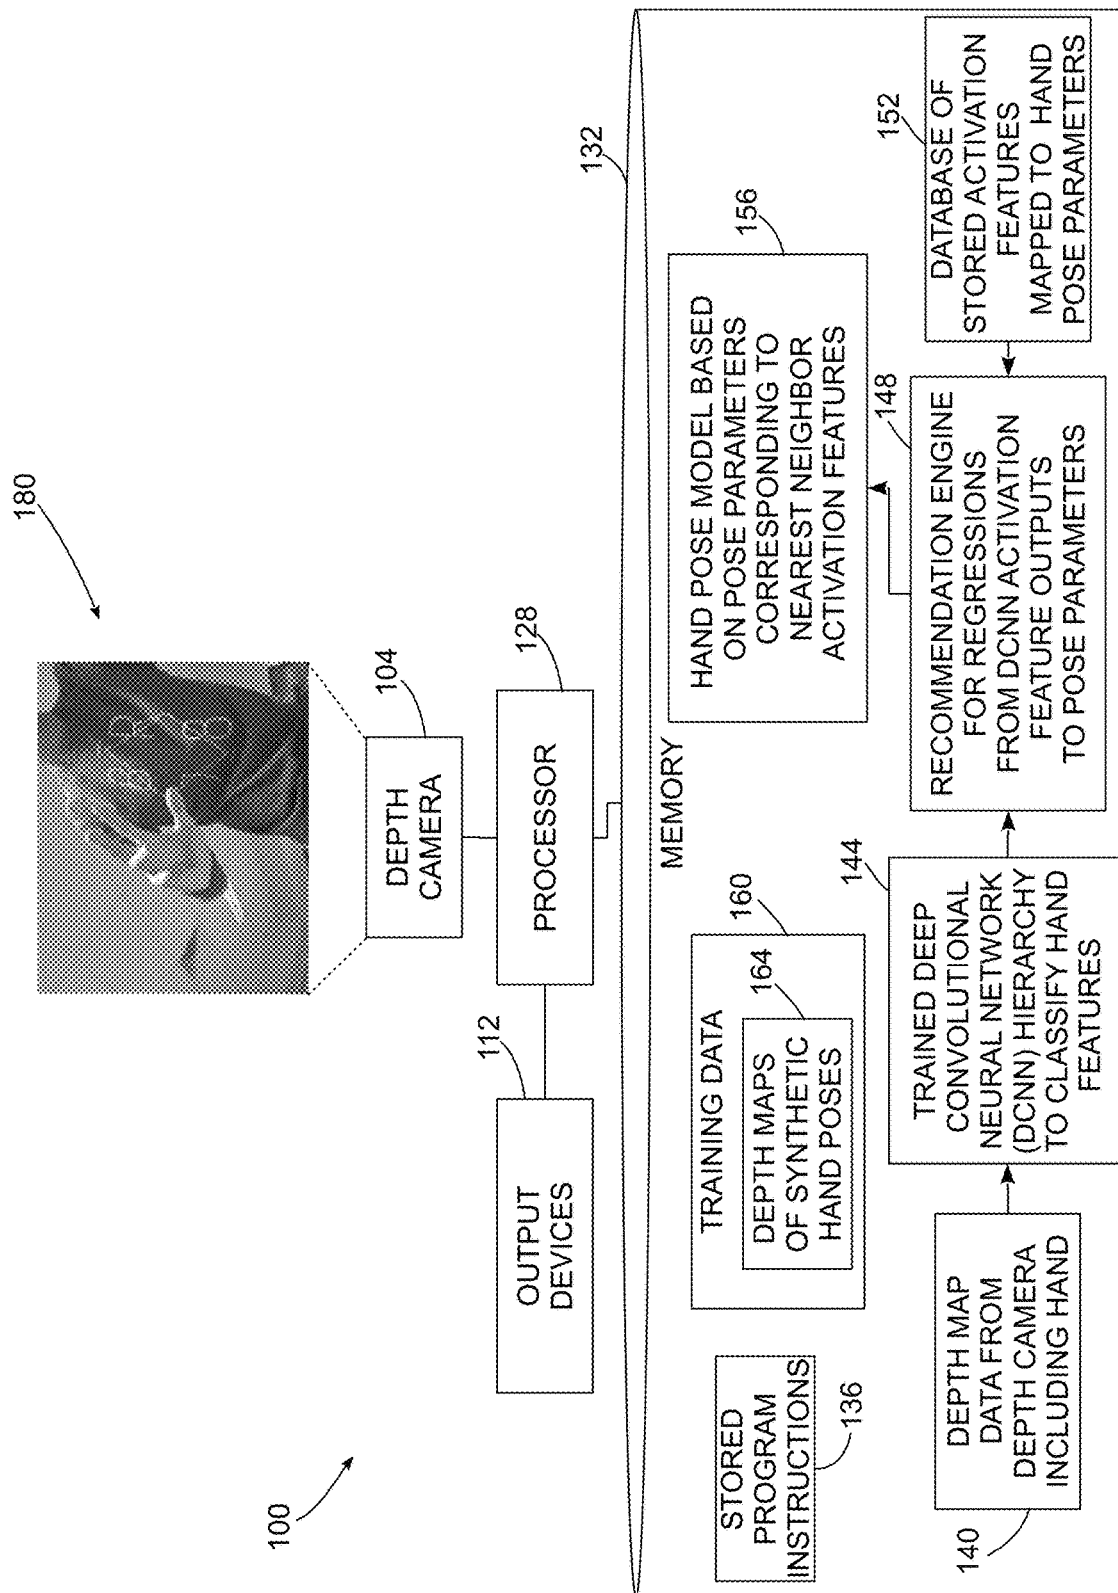 100
180
104
DEPTH
CAMERA
112
OUTPUT
DEVICES
128
PROCESSOR
132
MEMORY
136
STORED
PROGRAM
INSTRUCTIONS
160
TRAINING DATA
164
DEPTH MAPS
OF SYNTHETIC
HAND POSES
156
HAND POSE MODEL BASED
ON POSE PARAMETERS
CORRESPONDING TO
NEAREST NEIGHBOR
ACTIVATION FEATURES
140
DEPTH MAP
DATA FROM
DEPTH CAMERA
INCLUDING HAND
144
TRAINED DEEP
CONVOLUTIONAL
NEURAL NETWORK
(DCNN) HIERARCHY
TO CLASSIFY HAND
FEATURES
148
RECOMMENDATION ENGINE
FOR REGRESSIONS
FROM DCNN ACTIVATION
FEATURE OUTPUTS
TO POSE PARAMETERS
152
DATABASE OF
STORED ACTIVATION
FEATURES
MAPPED TO HAND
POSE PARAMETERS